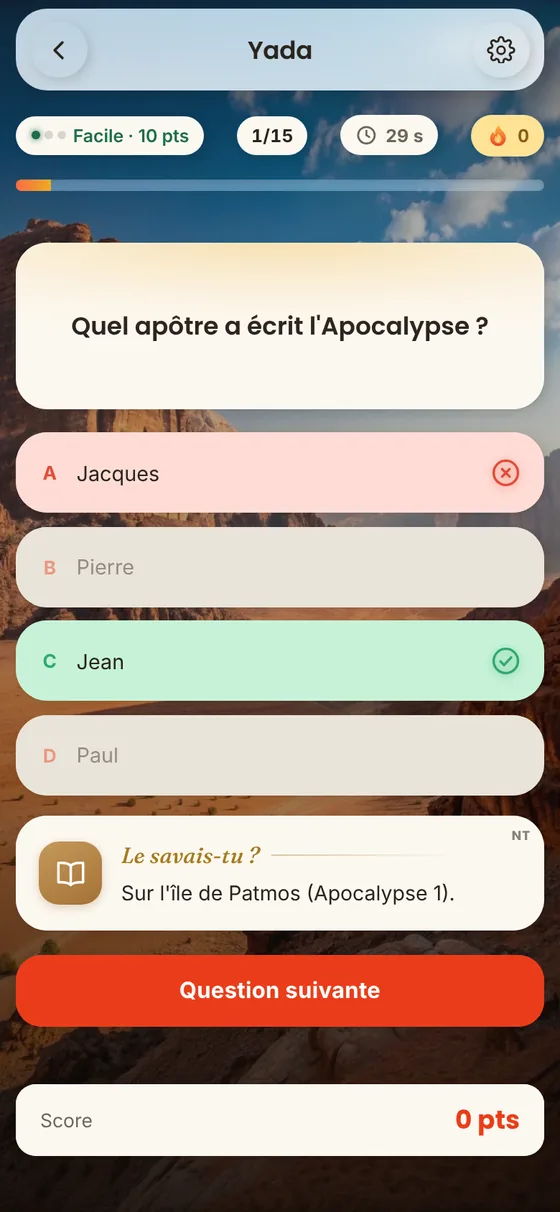 Yada
Facile · 10 pts
1/15
29 s
0
Quel apôtre a écrit l'Apocalypse ?
A Jacques
B Pierre
C Jean
D Paul
NT
Le savais-tu ?
Sur l'île de Patmos (Apocalypse 1).
Question suivante
Score 0 pts